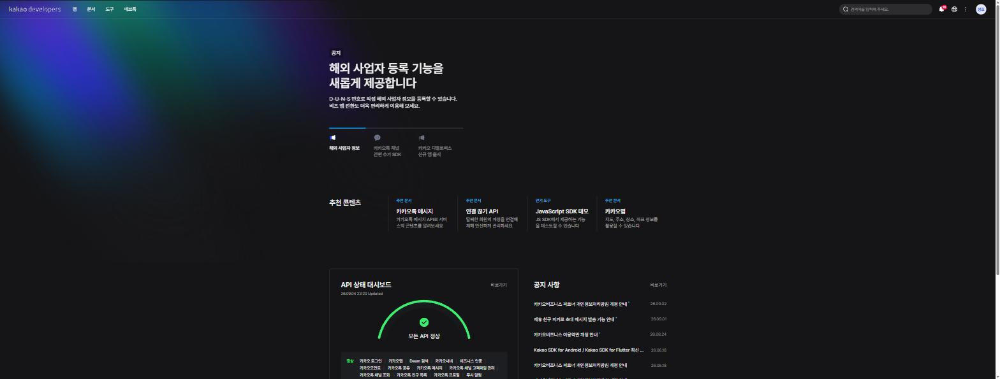 kakao developers 앱 문서 도구 데브톡
검색어를 입력해 주세요.
성호
공지
해외 사업자 등록 기능을
새롭게 제공합니다
D-U-N-S 번호로 직접 해외 사업자 정보를 등록할 수 있습니다.
비즈 앱 전환도 더욱 편리하게 이용해 보세요.
해외 사업자 정보
카카오톡 채널
간편 추가 SDK
카카오 디벨로퍼스
신규 앱 출시
추천 콘텐츠
추천 문서
카카오톡 메시지
카카오톡 메시지 API로 서비
스의 콘텐츠를 알려보세요
추천 문서
연결 끊기 API
탈퇴한 회원의 계정을 연결해
제해 안전하게 관리하세요
인기 도구
JavaScript SDK 데모
JS SDK에서 제공하는 기능
을 테스트할 수 있습니다
추천 문서
카카오맵
지도, 주소, 장소, 좌표 정보를
활용할 수 있습니다
API 상태 대시보드 바로가기
26.09.04 23:20 Updated
모든 API 정상
정상 카카오 로그인 카카오맵 Daum 검색 카카오내비 비즈니스 인증
카카오모먼트 카카오톡 공유 카카오톡 메시지 카카오톡 채널 고객파일 관리
카카오톡 채널 조회 카카오톡 친구 목록 카카오톡 프로필 푸시 알림
공지 사항 바로가기
카카오비즈니스 파트너 개인정보처리방침 개정 안내 26.09.02
제휴 친구 피커로 초대 메시지 발송 기능 안내 26.09.01
카카오비즈니스 이용약관 개정 안내 26.08.24
Kakao SDK for Android / Kakao SDK for Flutter 최신 ... 26.08.18
카카오비즈니스 파트너 개인정보처리방침 개정 안내 26.08.18